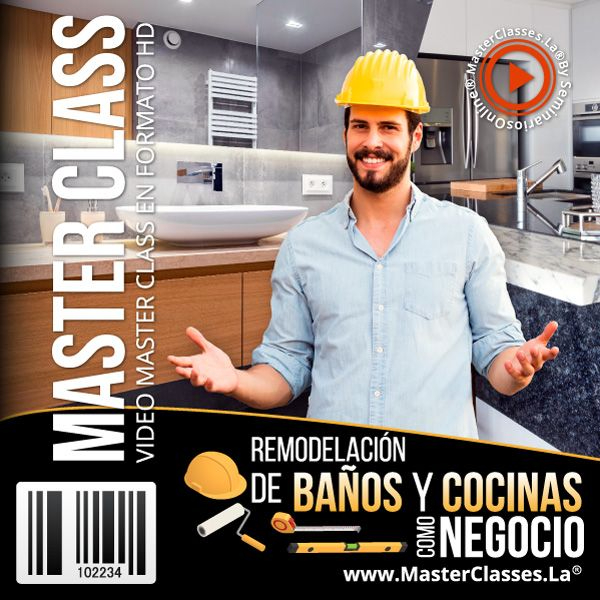 MASTER CLASS
VIDEO MASTER CLASS EN FORMATO HD
MasterClasses.La® By SeminariosOnline®
REMODELACIÓN
DE BAÑOS Y COCINAS
COMO NEGOCIO
102234
www.MasterClasses.La®